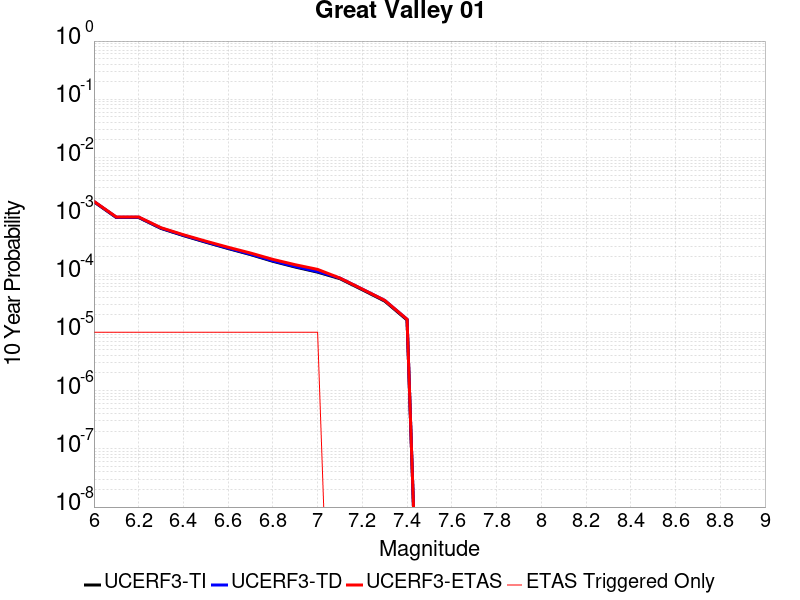 Great Valley 01
10^0
10^-1
10^-2
10^-3
10^-4
10^-5
10^-6
10^-7
10^-8
10 Year Probability
6 6.2 6.4 6.6 6.8 7 7.2 7.4 7.6 7.8 8 8.2 8.4 8.6 8.8 9
Magnitude
UCERF3-TI UCERF3-TD UCERF3-ETAS ETAS Triggered Only